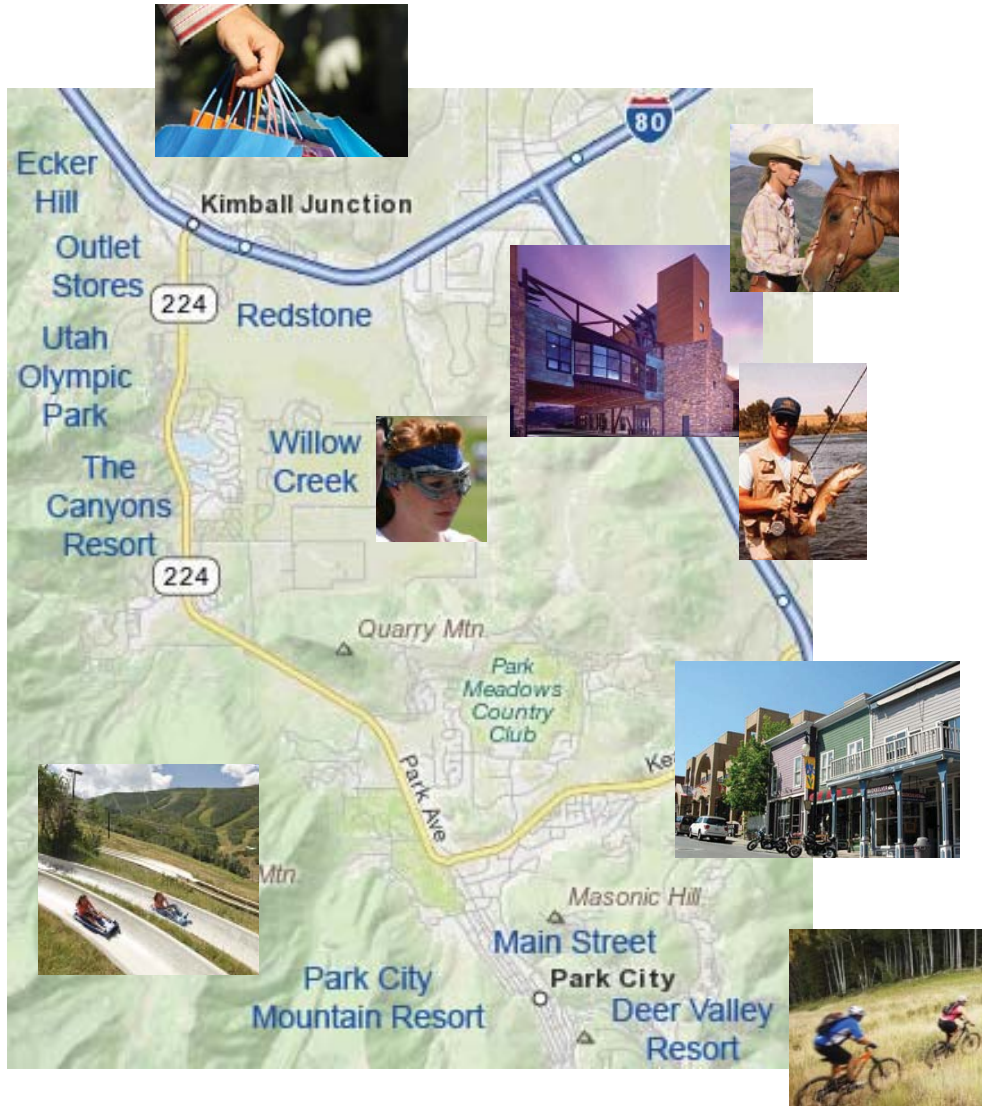 80
Ecker
Hill
Kimball Junction
Outlet
Stores
224
Redstone
Utah
Olympic
Park
Willow
Creek
The
Canyons
Resort
224
Quarry Mtn
Park
Meadows
Country
Club
Park Ave
Ke
Mtn.
Masonic Hill
Main Street
Park City
Park City
Mountain Resort
Deer Valley
Resort